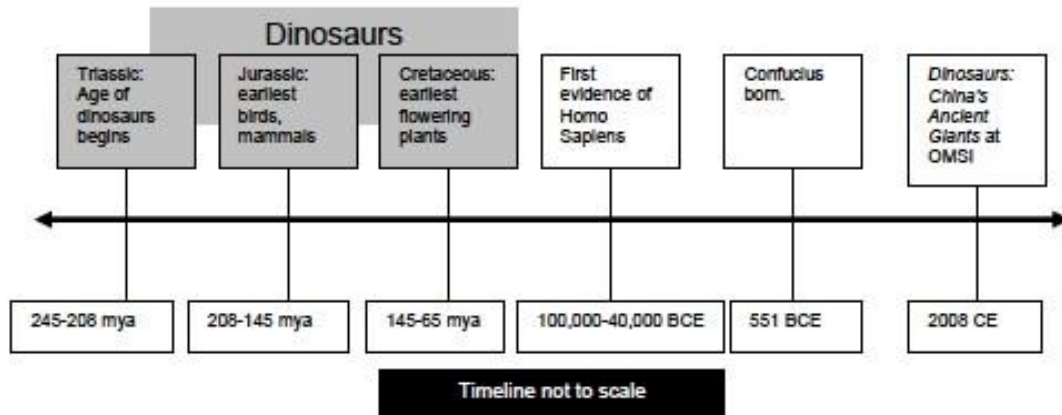 Dinosaurs
Triassic:
Age of
dinosaurs
begins
Jurassic:
earliest
birds,
mammals
Cretaceous:
earliest
flowering
plants
First
evidence of
Homo
Sapiens
Confucius
born.
Dinosaurs:
China's
Ancient
Giants at
OMSI
245-208 mya
208-145 mya
145-65 mya
100,000-40,000 BCE
551 BCE
2008 CE
Timeline not to scale